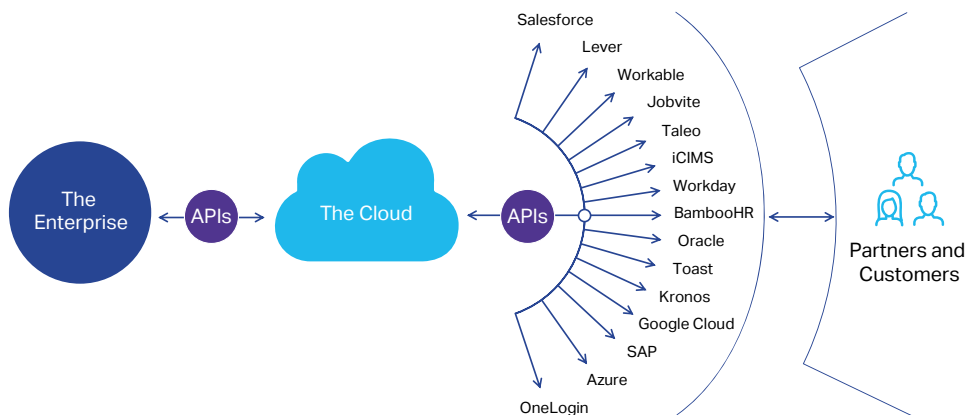 The
Enterprise
APIs
The Cloud
APIs
Salesforce
Lever
Workable
Jobvite
Taleo
iCIMS
Workday
BambooHR
Oracle
Toast
Kronos
Google Cloud
SAP
Azure
OneLogin
Partners and
Customers